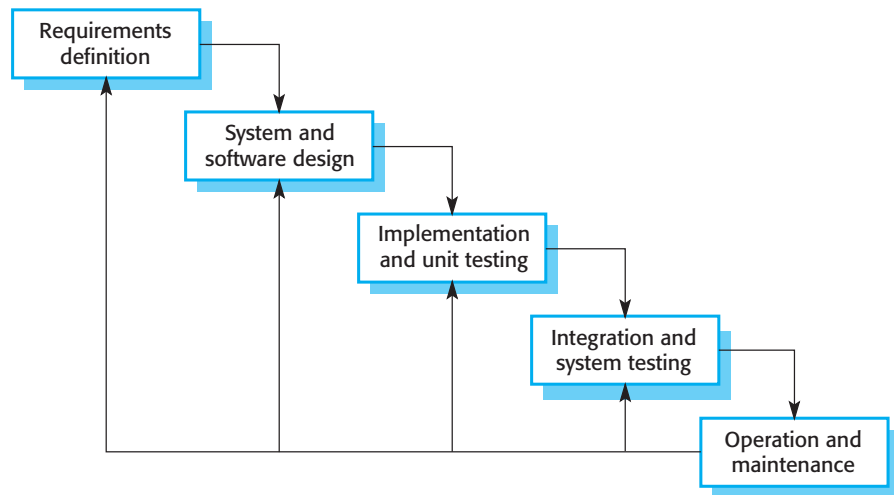 Requirements
definition
System and
software design
Implementation
and unit testing
Integration and
system testing
Operation and
maintenance